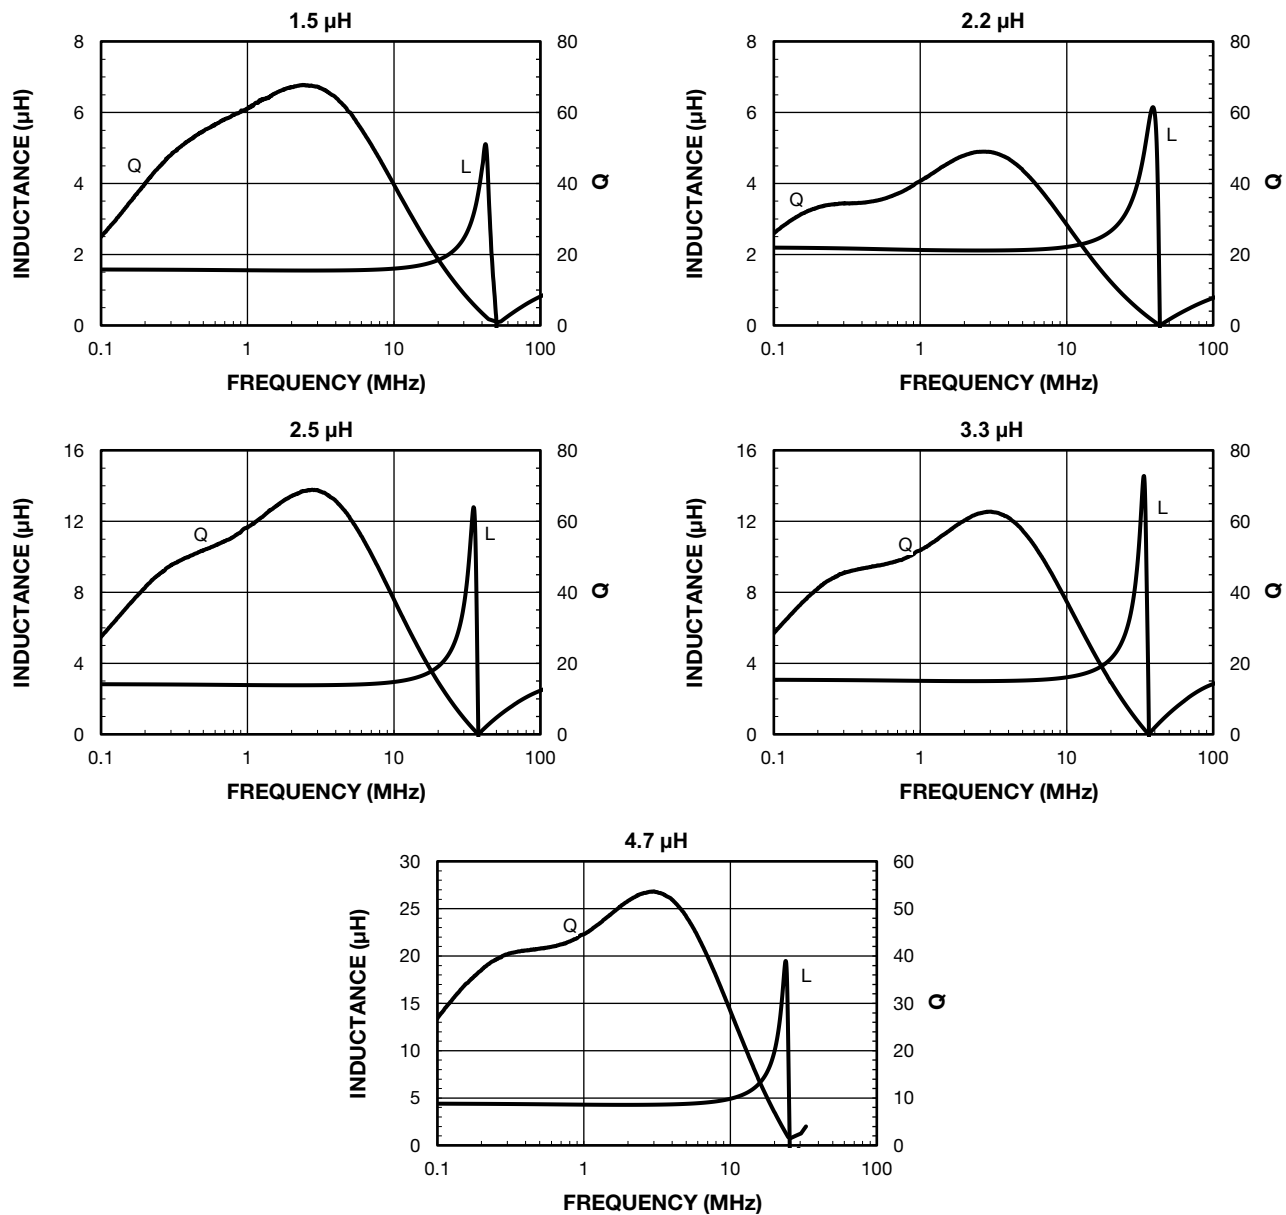 1.5 µH
8
6
4
2
0
80
60
40
20
0
0.1 1 10 100
INDUCTANCE (µH)
Q
Q
L
FREQUENCY (MHz)
2.2 µH
8
6
4
2
0
80
60
40
20
0
0.1 1 10 100
INDUCTANCE (µH)
Q
Q
L
FREQUENCY (MHz)
2.5 µH
16
12
8
4
0
80
60
40
20
0
0.1 1 10 100
INDUCTANCE (µH)
Q
Q
L
FREQUENCY (MHz)
3.3 µH
16
12
8
4
0
80
60
40
20
0
0.1 1 10 100
INDUCTANCE (µH)
Q
Q
L
FREQUENCY (MHz)
4.7 µH
30
25
20
15
10
5
0
60
50
40
30
20
10
0
0.1 1 10 100
INDUCTANCE (µH)
Q
Q
L
FREQUENCY (MHz)